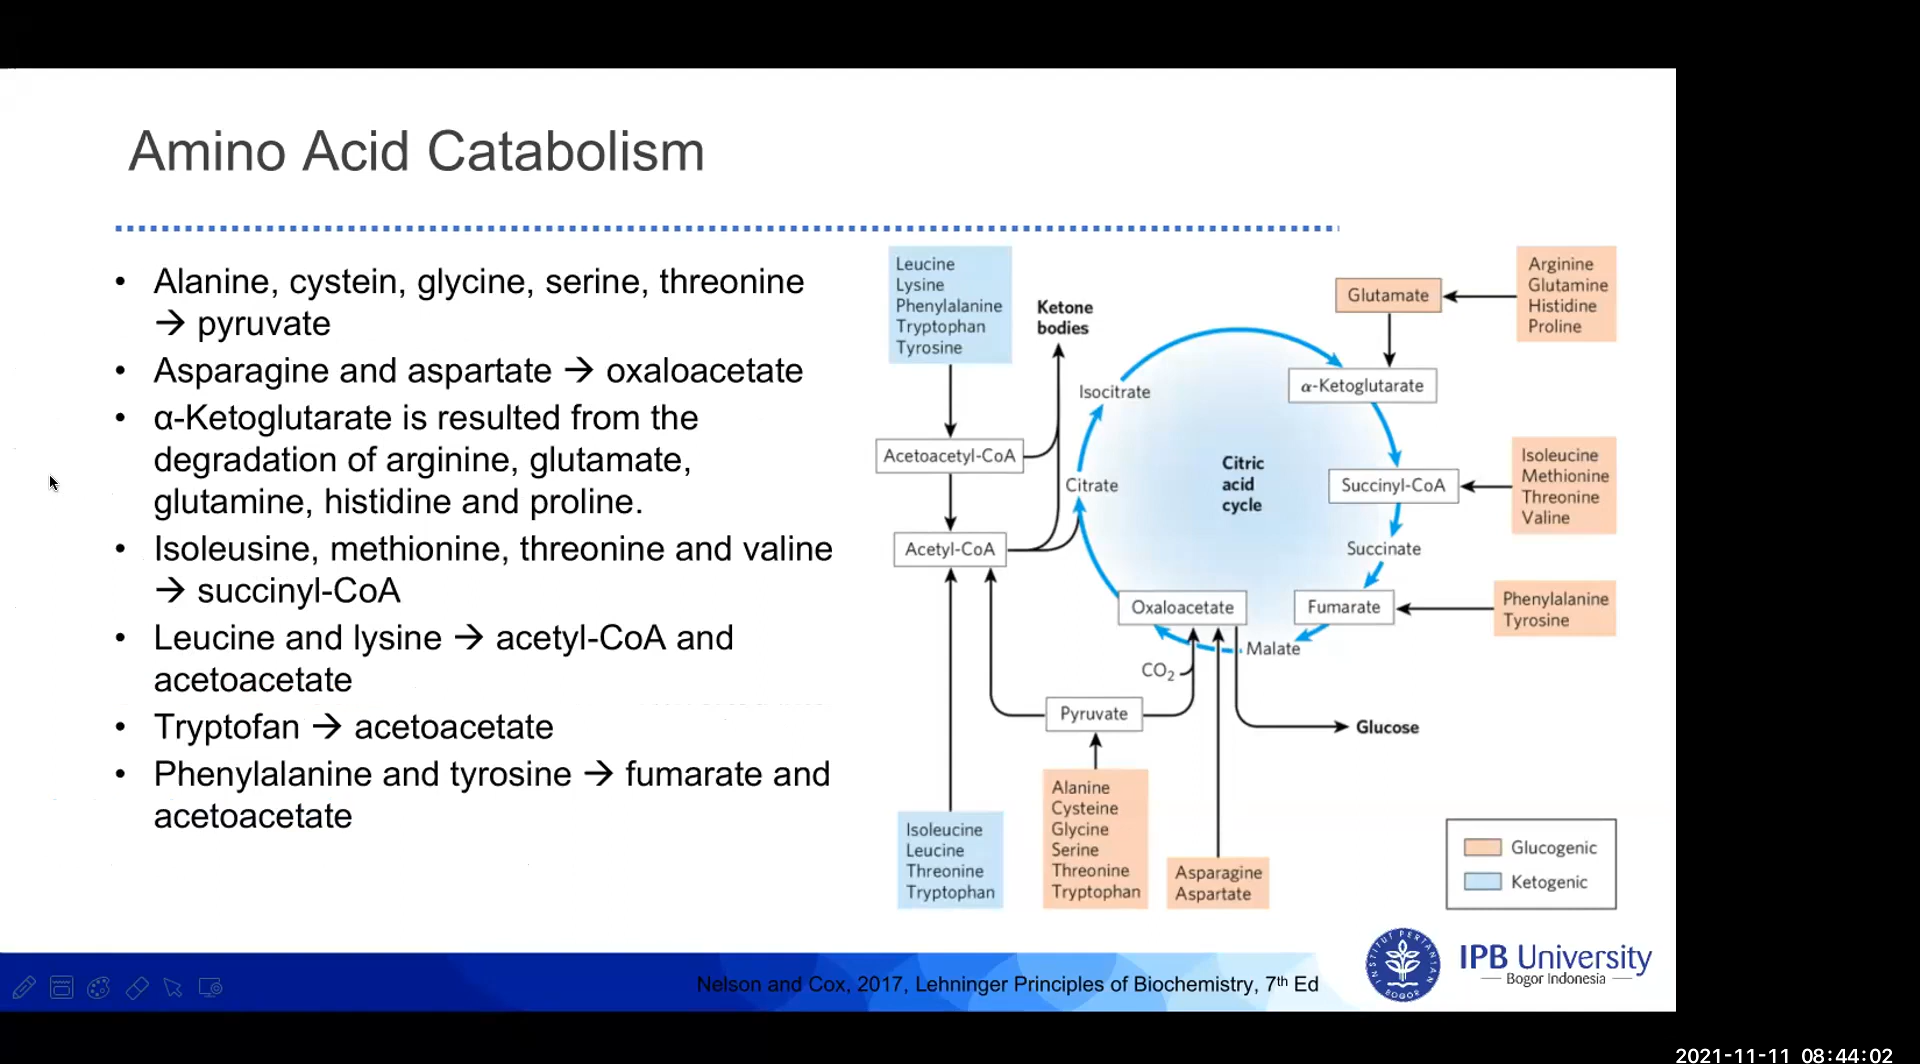 Amino Acid Catabolism
• Alanine, cystein, glycine, serine, threonine
→ pyruvate
• Asparagine and aspartate → oxaloacetate
• α-Ketoglutarate is resulted from the
degradation of arginine, glutamate,
glutamine, histidine and proline.
• Isoleusine, methionine, threonine and valine
→ succinyl-CoA
• Leucine and lysine → acetyl-CoA and
acetoacetate
• Tryptofan → acetoacetate
• Phenylalanine and tyrosine → fumarate and
acetoacetate
Leucine
Lysine
Phenylalanine
Tryptophan
Tyrosine
Ketone
bodies
Glutamate
Arginine
Glutamine
Histidine
Proline
Isocitrate
α-Ketoglutarate
Acetoacetyl-CoA
Citrate
Citric
acid
cycle
Succinyl-CoA
Isoleucine
Methionine
Threonine
Valine
Acetyl-CoA
Succinate
Oxaloacetate
Fumarate
Phenylalanine
Tyrosine
Malate
CO₂
Pyruvate
Glucose
Isoleucine
Leucine
Threonine
Tryptophan
Alanine
Cysteine
Glycine
Serine
Threonine
Tryptophan
Asparagine
Aspartate
Glucogenic
Ketogenic
Nelson and Cox, 2017, Lehninger Principles of Biochemistry, 7th Ed
INSTITUT PERTANIAN
BOGOR
IPB University
Bogor Indonesia
2021-11-11 08:44:02